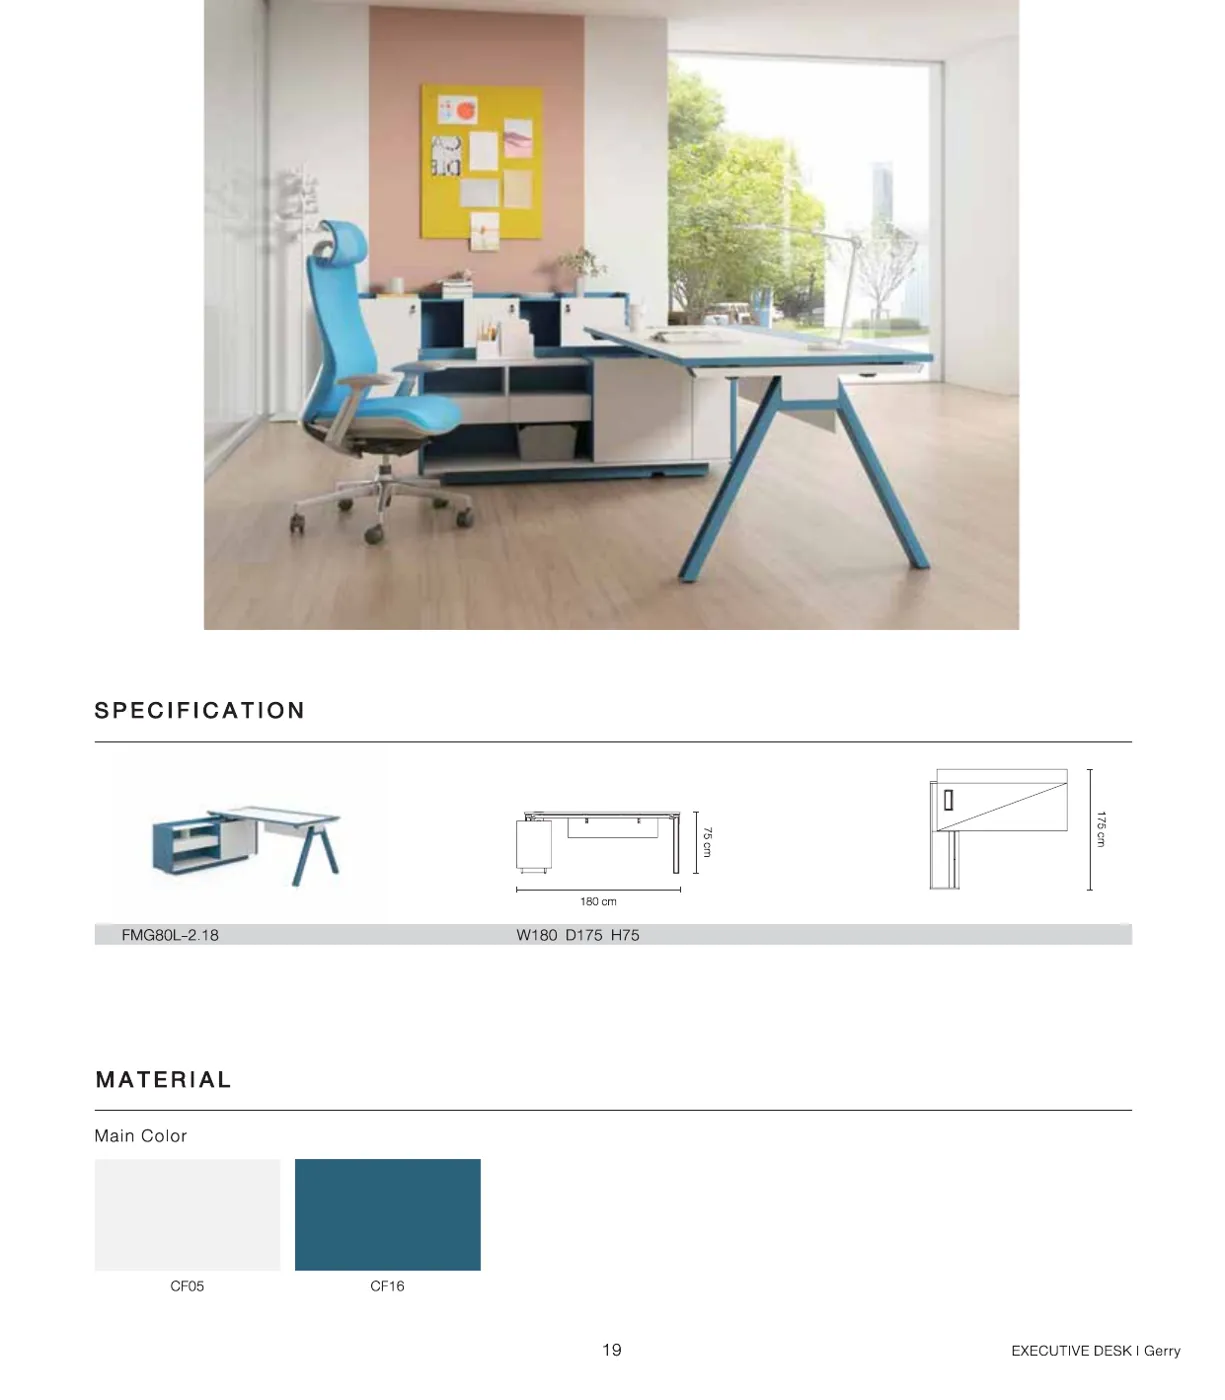 SPECIFICATION
75 cm
175 cm
180 cm
FMG80L-2.18 W180 D175 H75
MATERIAL
Main Color
CF05 CF16
19 EXECUTIVE DESK I Gerry